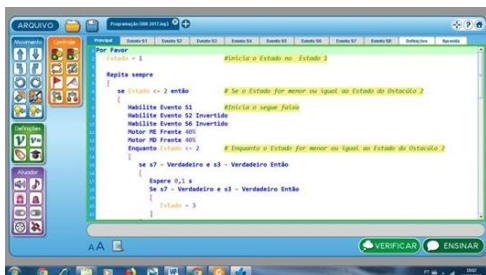 ARQUIVO
Programação OBR 2017.leg3
Movimento
Controle
Definições
Atuador
Principal Evento S1 Evento S2 Evento S3 Evento S4 Evento S5 Evento S6 Evento S7 Evento S8 Definições Aprenda
Por Favor
Estado = 1 #inicia o Estado no Estado 1
Repita sempre
[
se Estado <= 2 então # Se o Estado for menor ou igual ao Estado do Ostacúlo 2
[
Habilite Evento S1 #Inicia o segue faixa
Habilite Evento S2 Invertido
Habilite Evento S6 Invertido
Motor ME Frente 40%
Motor MD Frente 40%
Enquanto Estado <= 2 # Enquanto o Estado for menor ou igual ao Estado do Ostacúlo 2
[
se s7 = Verdadeiro e s3 = Verdadeiro Então
[
Espere 0,1 s
Se s7 = Verdadeiro e s3 = Verdadeiro Então
[
Estado = 3
]
AA
VERIFICAR
ENSINAR
PT